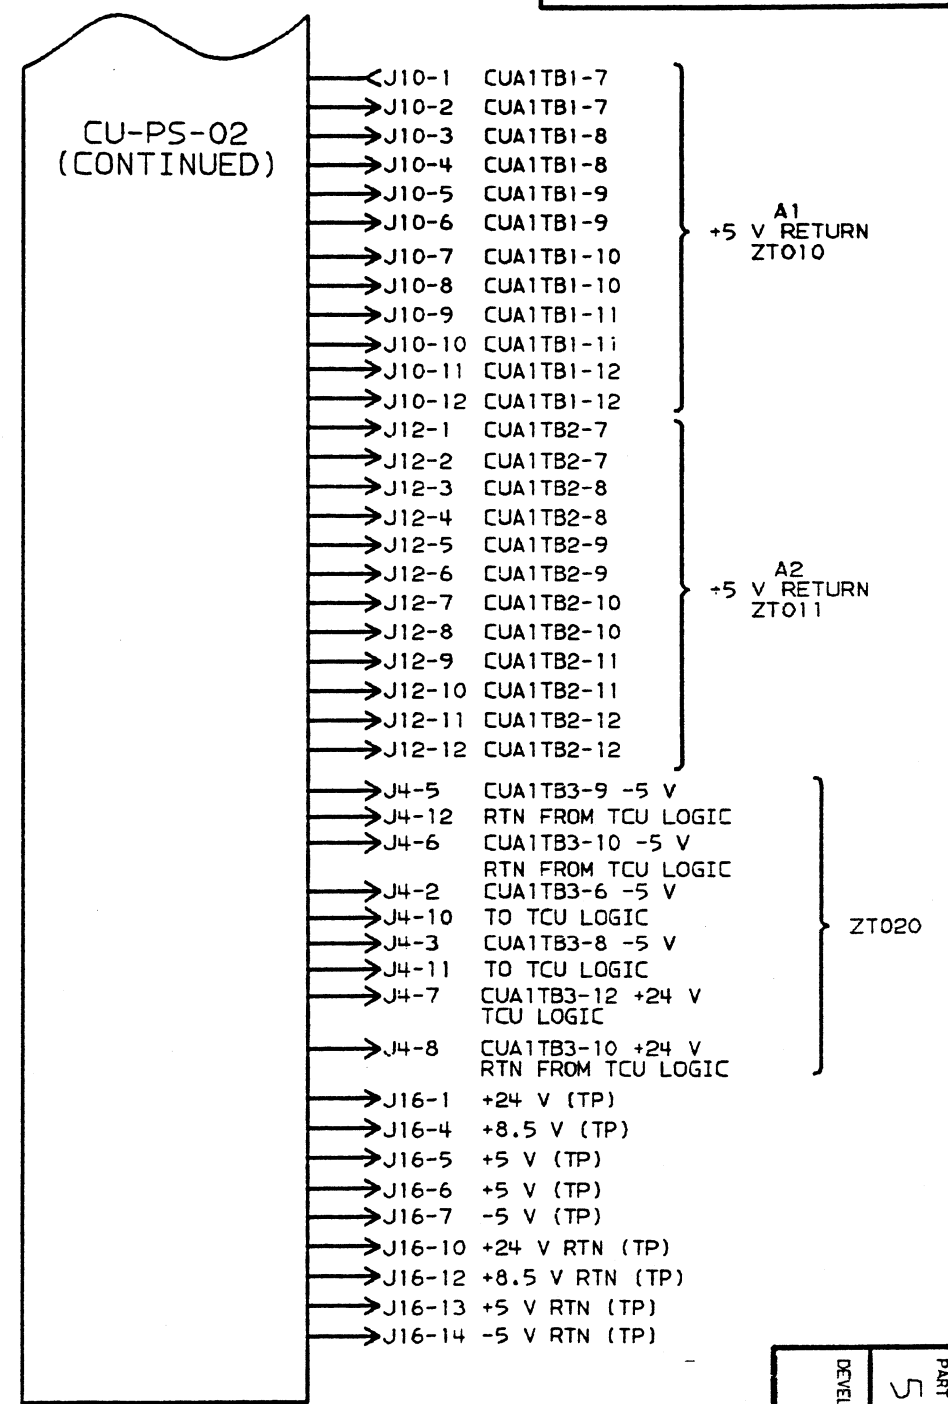 CU-PS-02
(CONTINUED)
J10-1 CUA1TB1-7
J10-2 CUA1TB1-7
J10-3 CUA1TB1-8
J10-4 CUA1TB1-8
J10-5 CUA1TB1-9
J10-6 CUA1TB1-9
J10-7 CUA1TB1-10
J10-8 CUA1TB1-10
J10-9 CUA1TB1-11
J10-10 CUA1TB1-11
J10-11 CUA1TB1-12
J10-12 CUA1TB1-12
A1
+5 V RETURN
ZT010
J12-1 CUA1TB2-7
J12-2 CUA1TB2-7
J12-3 CUA1TB2-8
J12-4 CUA1TB2-8
J12-5 CUA1TB2-9
J12-6 CUA1TB2-9
J12-7 CUA1TB2-10
J12-8 CUA1TB2-10
J12-9 CUA1TB2-11
J12-10 CUA1TB2-11
J12-11 CUA1TB2-12
J12-12 CUA1TB2-12
A2
+5 V RETURN
ZT011
J4-5 CUA1TB3-9 -5 V
J4-12 RTN FROM TCU LOGIC
J4-6 CUA1TB3-10 -5 V
RTN FROM TCU LOGIC
J4-2 CUA1TB3-6 -5 V
J4-10 TO TCU LOGIC
J4-3 CUA1TB3-8 -5 V
J4-11 TO TCU LOGIC
J4-7 CUA1TB3-12 +24 V
TCU LOGIC
J4-8 CUA1TB3-10 +24 V
RTN FROM TCU LOGIC
ZT020
J16-1 +24 V (TP)
J16-4 +8.5 V (TP)
J16-5 +5 V (TP)
J16-6 +5 V (TP)
J16-7 -5 V (TP)
J16-10 +24 V RTN (TP)
J16-12 +8.5 V RTN (TP)
J16-13 +5 V RTN (TP)
J16-14 -5 V RTN (TP)
PART
5
DEVEL